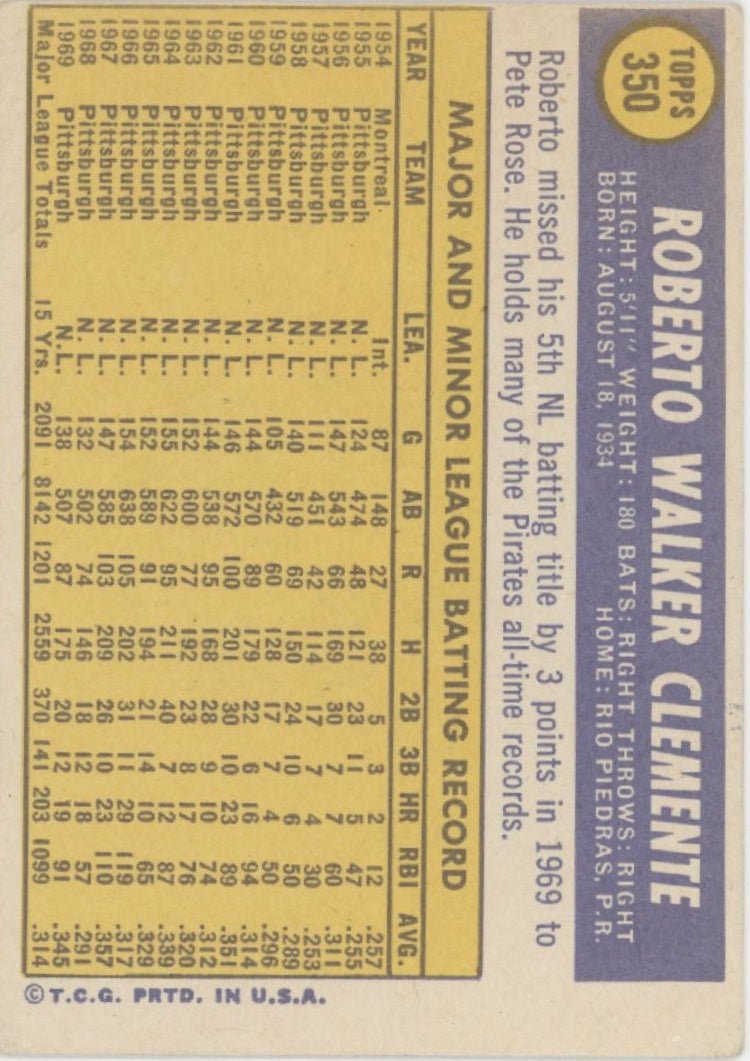 TOPPS
350
ROBERTO WALKER CLEMENTE
HEIGHT: 5'11" WEIGHT: 180 BATS: RIGHT THROWS: RIGHT
BORN: AUGUST 18, 1934 HOME: RIO PIEDRAS, P.R.
Roberto missed his 5th NL batting title by 3 points in 1969 to
Pete Rose. He holds many of the Pirates all-time records.
MAJOR AND MINOR LEAGUE BATTING RECORD
YEAR TEAM LEA. G AB R H 2B 3B HR RBI AVG.
1954 Montreal Int. 87 148 27 38 5 3 2 12 .257
1955 Pittsburgh N.L. 124 474 48 121 23 11 5 47 .255
1956 Pittsburgh N.L. 147 543 66 169 30 7 7 60 .311
1957 Pittsburgh N.L. 111 451 42 114 17 7 4 30 .253
1958 Pittsburgh N.L. 140 519 69 150 24 10 6 50 .289
1959 Pittsburgh N.L. 105 432 60 128 17 7 4 50 .296
1960 Pittsburgh N.L. 144 570 89 179 22 6 16 94 .314
1961 Pittsburgh N.L. 146 572 100 201 30 10 23 89 .351
1962 Pittsburgh N.L. 144 538 95 168 28 9 10 74 .312
1963 Pittsburgh N.L. 152 600 77 192 23 8 17 76 .320
1964 Pittsburgh N.L. 155 622 95 211 40 7 12 87 .339
1965 Pittsburgh N.L. 152 589 91 194 21 14 10 65 .329
1966 Pittsburgh N.L. 154 638 105 202 31 11 29 119 .317
1967 Pittsburgh N.L. 147 585 103 209 26 10 23 110 .357
1968 Pittsburgh N.L. 132 502 74 146 18 12 18 57 .291
1969 Pittsburgh N.L. 138 507 87 175 20 12 19 91 .345
Major League Totals 15 Yrs. 2091 8142 1201 2559 370 141 203 1099 .314
©T.C.G. PRTD. IN U.S.A.